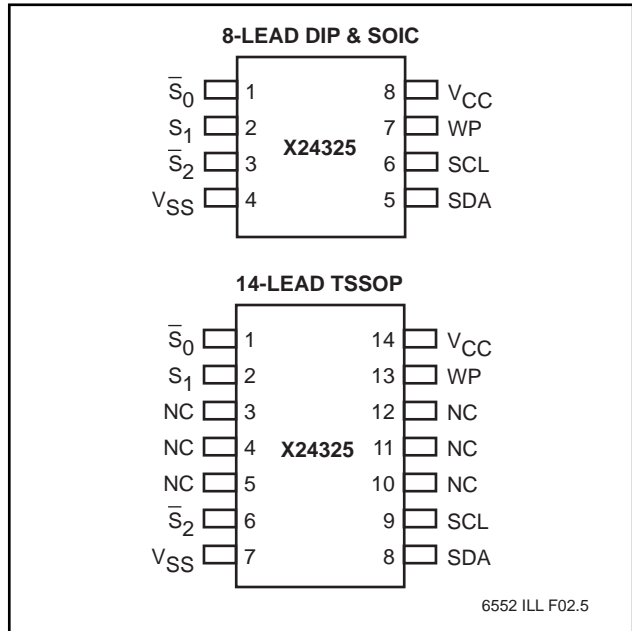 8-LEAD DIP & SOIC
S̅0 1 8 VCC
S1 2 7 WP
X24325
S̅2 3 6 SCL
VSS 4 5 SDA
14-LEAD TSSOP
S̅0 1 14 VCC
S1 2 13 WP
NC 3 12 NC
NC 4 X24325 11 NC
NC 5 10 NC
S̅2 6 9 SCL
VSS 7 8 SDA
6552 ILL F02.5